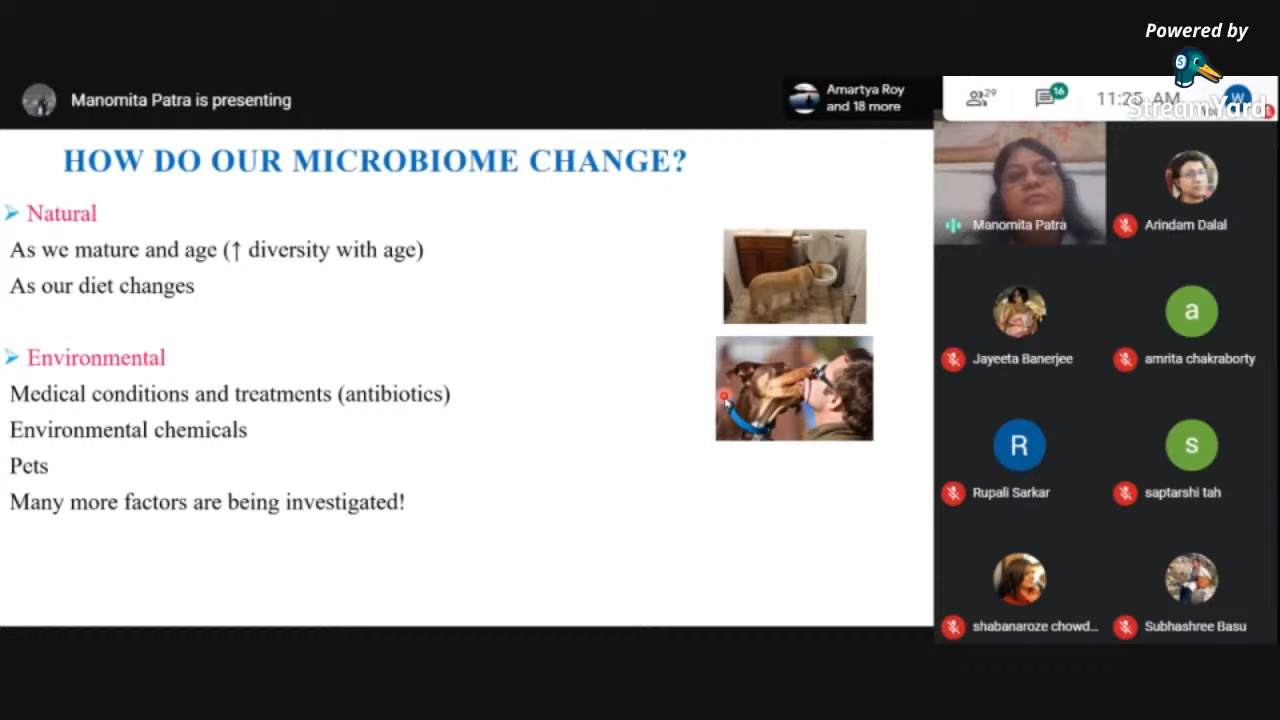 Powered by
StreamYard
Manomita Patra is presenting
Amartya Roy
and 18 more
29
16
11:25 AM
W
HOW DO OUR MICROBIOME CHANGE?
Natural
As we mature and age (↑ diversity with age)
As our diet changes
Environmental
Medical conditions and treatments (antibiotics)
Environmental chemicals
Pets
Many more factors are being investigated!
Manomita Patra
Arindam Dalal
a
Jayeeta Banerjee
amrita chakraborty
R
s
Rupali Sarkar
saptarshi tah
shabanaroze chowd...
Subhashree Basu